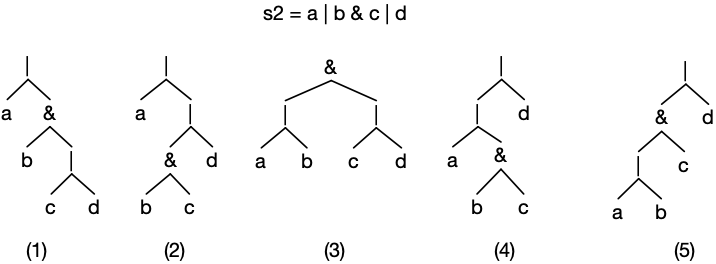 s2 = a | b & c | d
| | & | |
a & a | | | d & d
b | & d a b c d a & | c
c d b c b c a b
(1) (2) (3) (4) (5)